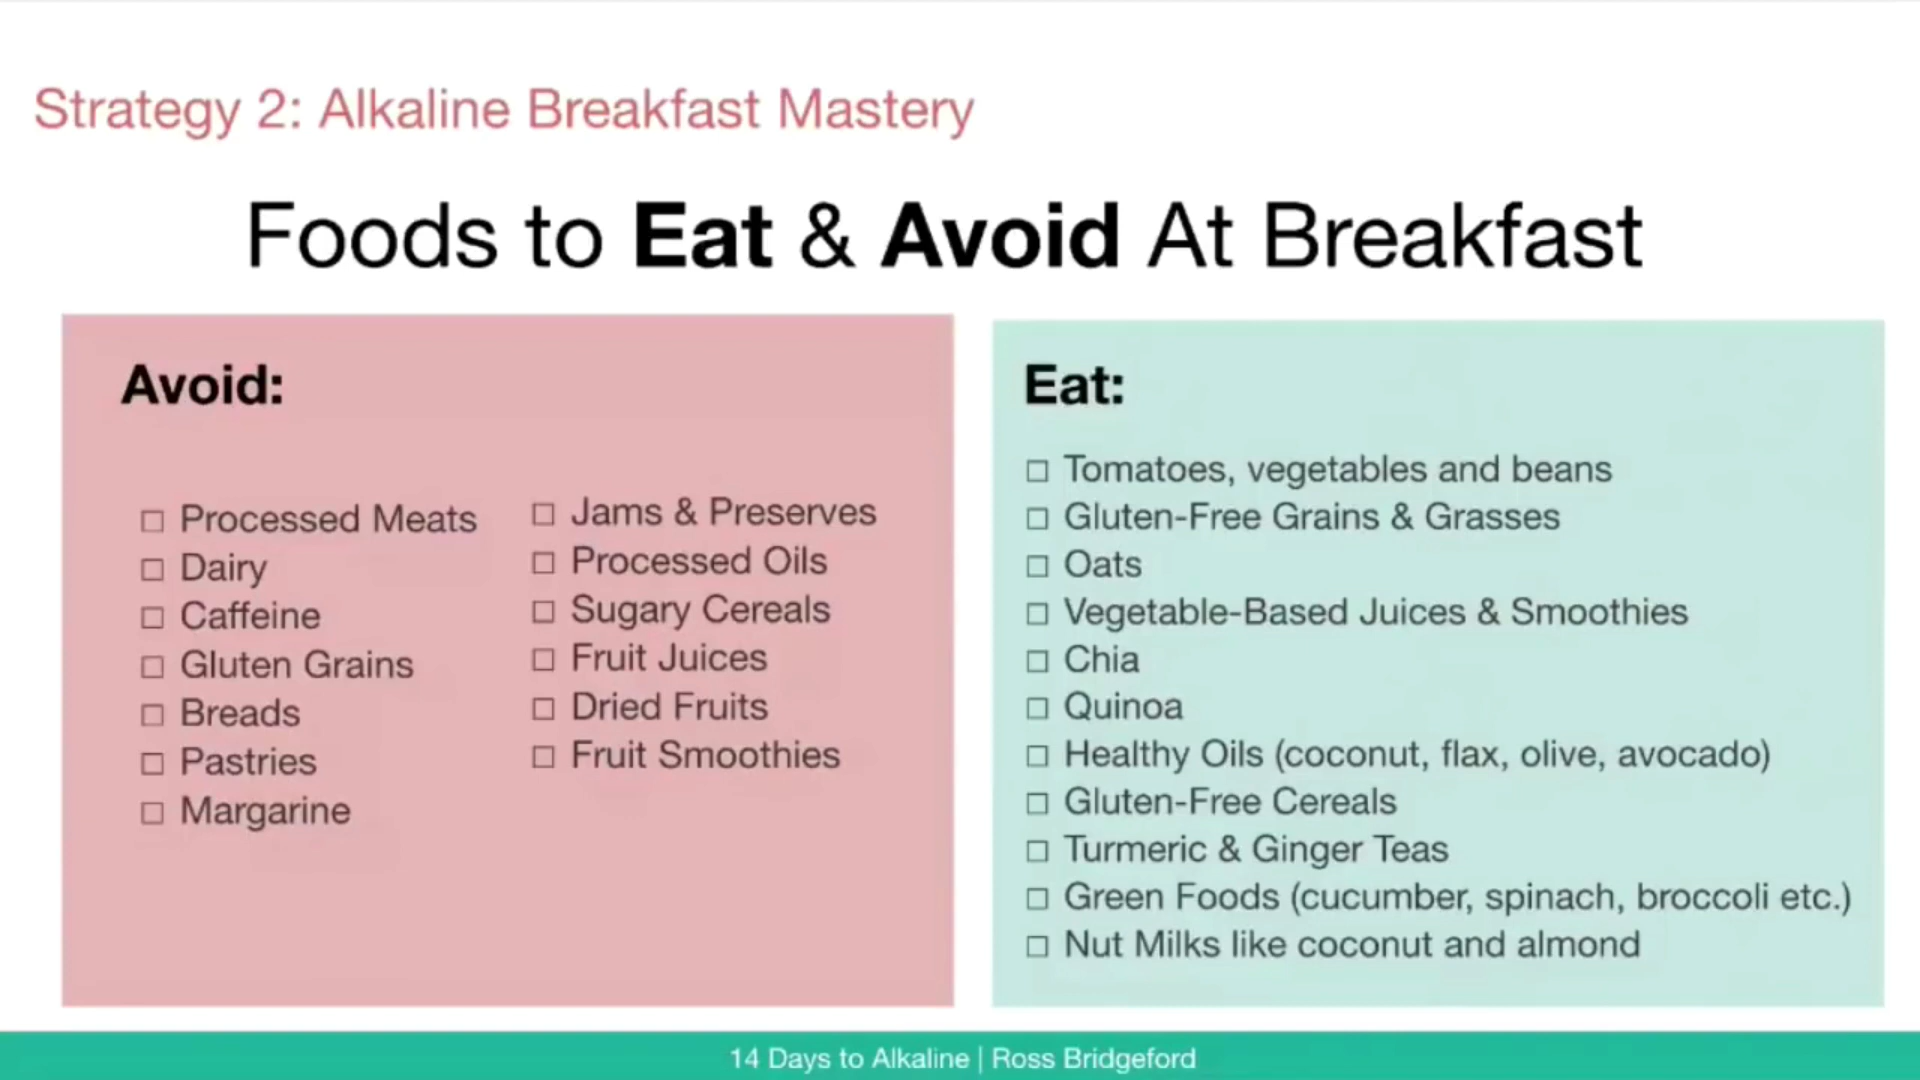 Strategy 2: Alkaline Breakfast Mastery
Foods to Eat & Avoid At Breakfast
Avoid:
Processed Meats
Dairy
Caffeine
Gluten Grains
Breads
Pastries
Margarine
Jams & Preserves
Processed Oils
Sugary Cereals
Fruit Juices
Dried Fruits
Fruit Smoothies
Eat:
Tomatoes, vegetables and beans
Gluten-Free Grains & Grasses
Oats
Vegetable-Based Juices & Smoothies
Chia
Quinoa
Healthy Oils (coconut, flax, olive, avocado)
Gluten-Free Cereals
Turmeric & Ginger Teas
Green Foods (cucumber, spinach, broccoli etc.)
Nut Milks like coconut and almond
14 Days to Alkaline | Ross Bridgeford